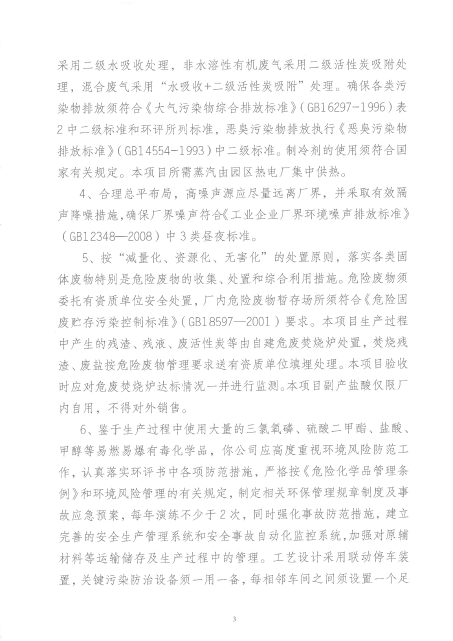 采用二级水吸收处理，非水溶性有机废气采用二级活性炭吸附处
理，混合废气采用“水吸收+二级活性炭吸附”处理。确保各类污
染物排放须符合《大气污染物综合排放标准》（GB16297-1996）表
2中二级标准和环评所列标准，恶臭污染物排放执行《恶臭污染物
排放标准》（GB14554-1993）中二级标准。制冷剂的使用须符合国
家有关规定。本项目所需蒸汽由园区热电厂集中供热。
4、合理总平布局，高噪声源应尽量远离厂界，并采取有效隔
声降噪措施，确保厂界噪声符合《工业企业厂界环境噪声排放标准》
（GB12348—2008）中3类昼夜标准。
5、按“减量化、资源化、无害化”的处置原则，落实各类固
体废物特别是危险废物的收集、处置和综合利用措施。危险废物须
委托有资质单位安全处置，厂内危险废物暂存场所须符合《危险固
废贮存污染控制标准》（GB18597—2001）要求。本项目生产过程
中产生的残渣、残液、废活性炭等由自建危废焚烧炉处置，焚烧残
渣、废盐按危险废物管理要求送有资质单位填埋处理。本项目验收
时应对危废焚烧炉达标情况一并进行监测。本项目副产盐酸仅限厂
内自用，不得对外销售。
6、鉴于生产过程中使用大量的三氯氧磷、硫酸二甲酯、盐酸、
甲醇等易燃易爆有毒化学品，你公司应高度重视环境风险防范工
作，认真落实环评书中各项防范措施，严格按《危险化学品管理条
例》和环境风险管理的有关规定，制定相关环保管理规章制度及事
故应急预案，每年演练不少于2次，同时强化事故防范措施，建立
完善的安全生产管理系统和安全事故自动化监控系统，加强对原辅
材料等运输储存及生产过程中的管理。工艺设计采用联动停车装
置，关键污染防治设备须一用一备，每相邻车间之间须设置一个足
3